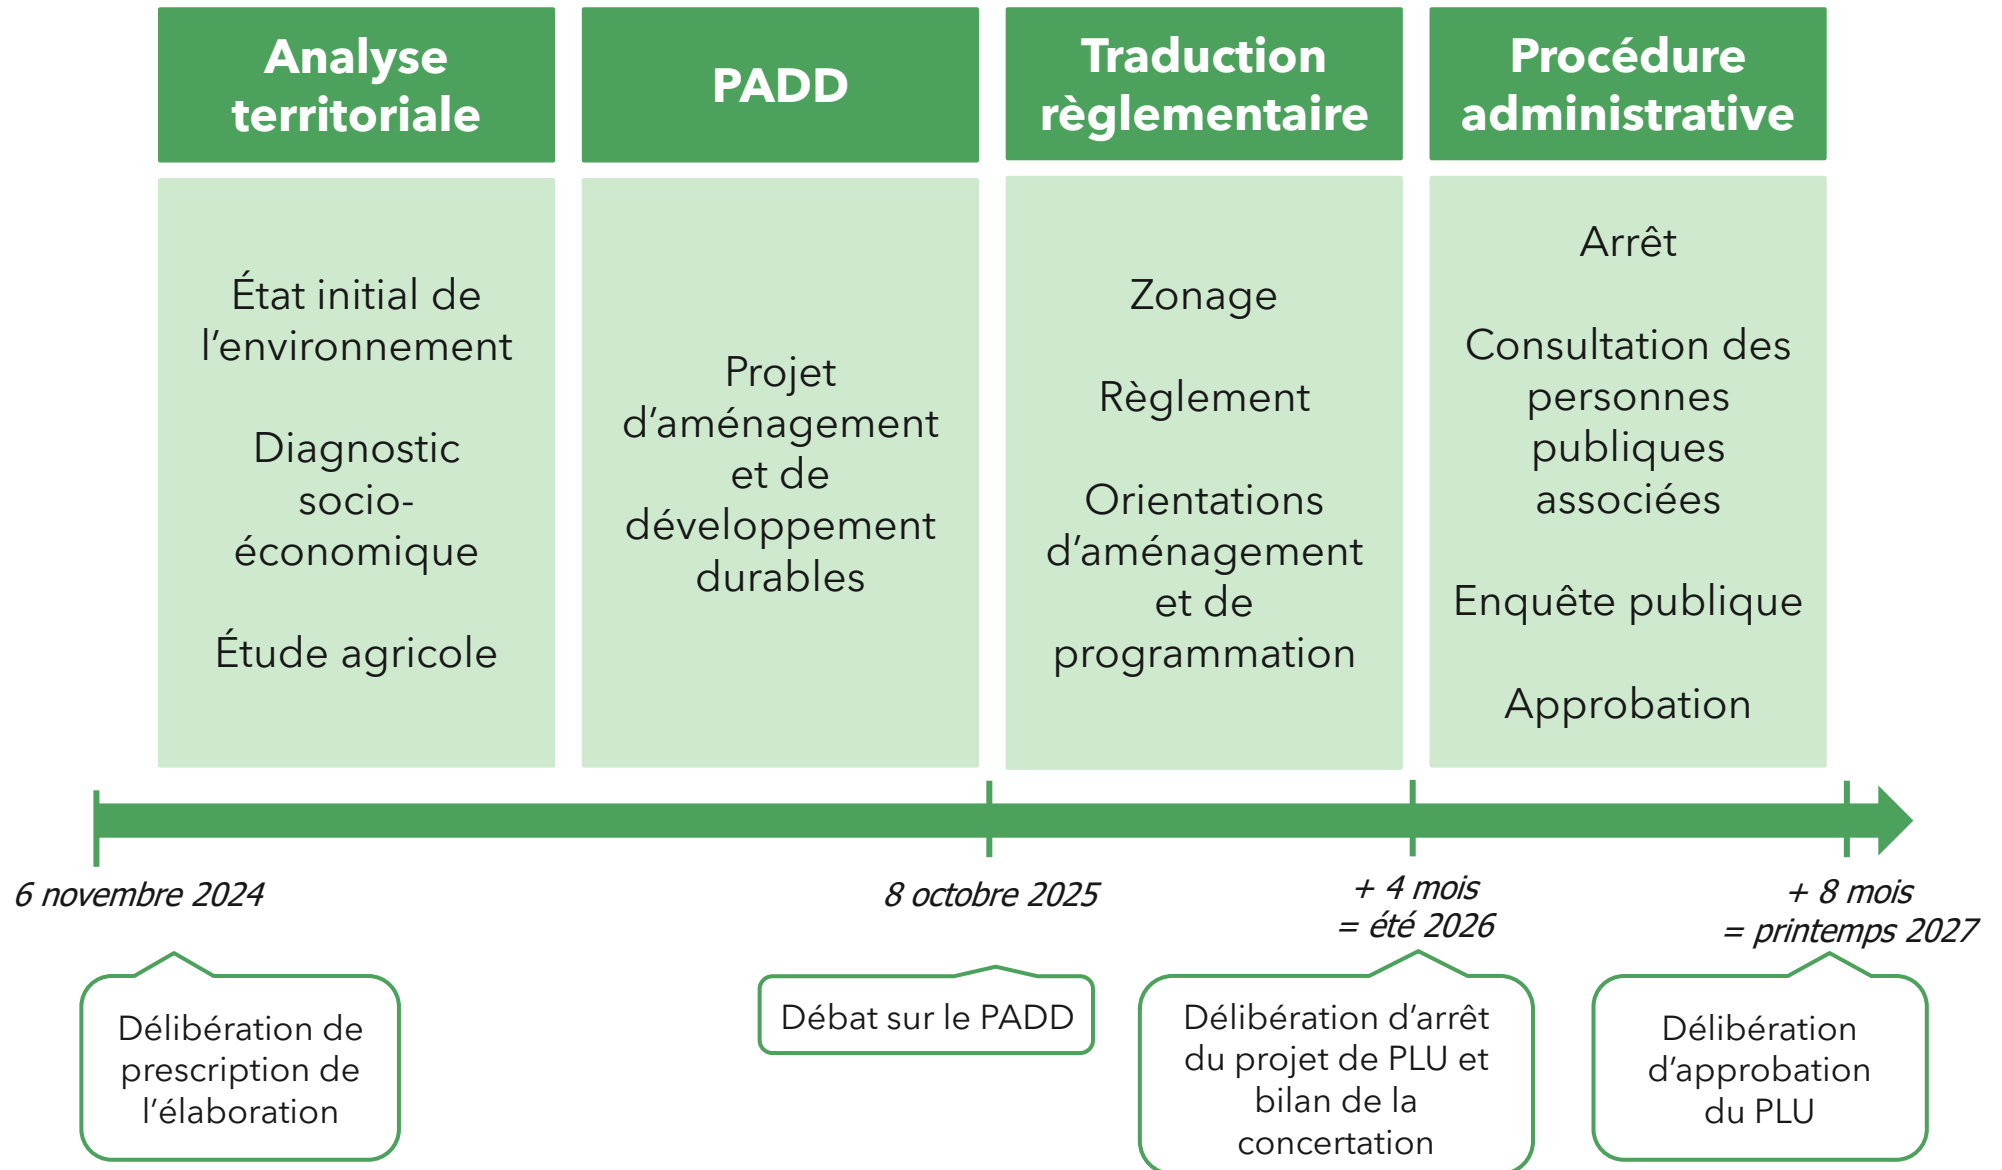 Analyse
territoriale
PADD
Traduction
règlementaire
Procédure
administrative
État initial de
l'environnement
Diagnostic
socio-
économique
Étude agricole
Projet
d'aménagement
et de
développement
durables
Zonage
Règlement
Orientations
d'aménagement
et de
programmation
Arrêt
Consultation des
personnes
publiques
associées
Enquête publique
Approbation
6 novembre 2024
8 octobre 2025
+ 4 mois
= été 2026
+ 8 mois
= printemps 2027
Délibération de
prescription de
l'élaboration
Débat sur le PADD
Délibération d'arrêt
du projet de PLU et
bilan de la
concertation
Délibération
d'approbation
du PLU